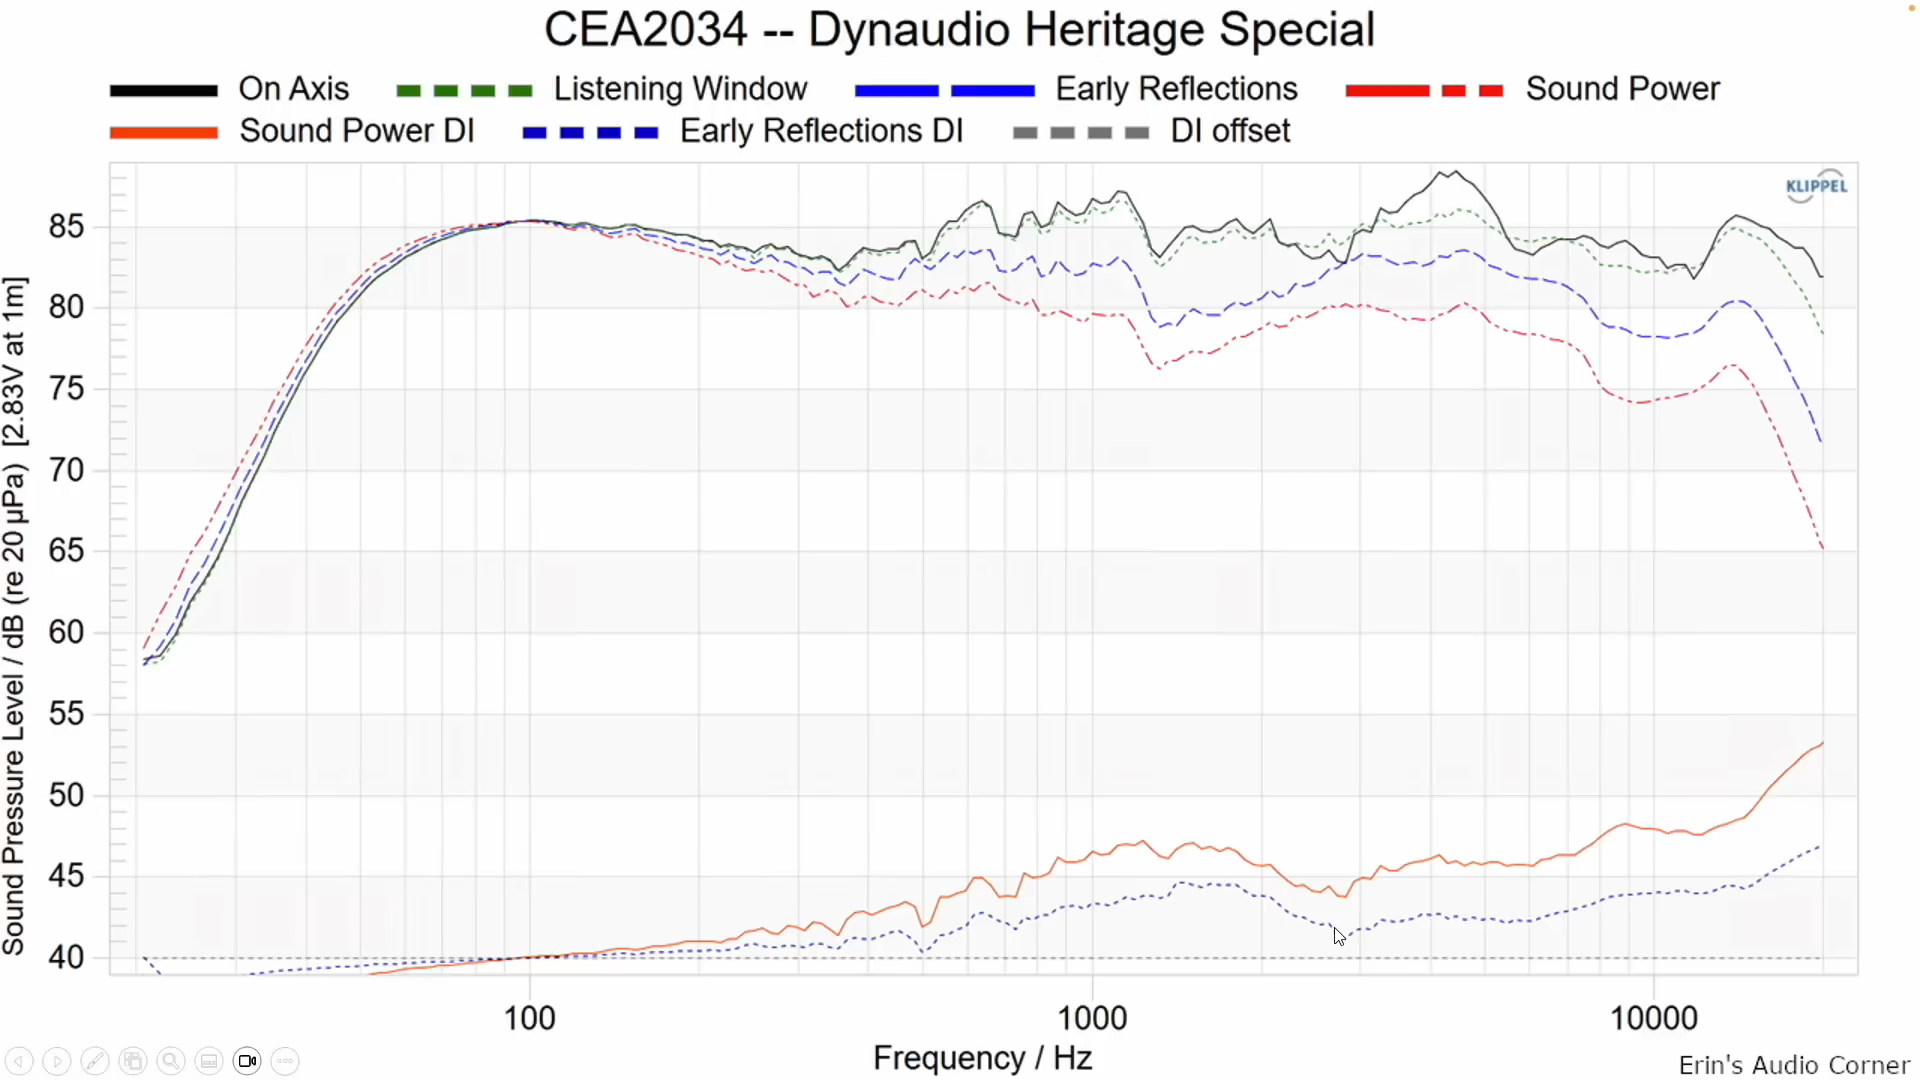 CEA2034 -- Dynaudio Heritage Special
On Axis Listening Window Early Reflections Sound Power
Sound Power DI Early Reflections DI DI offset
KLIPPEL
Sound Pressure Level / dB (re 20 µPa) [2.83V at 1m]
85
80
75
70
65
60
55
50
45
40
100 1000 10000
Frequency / Hz
Erin's Audio Corner